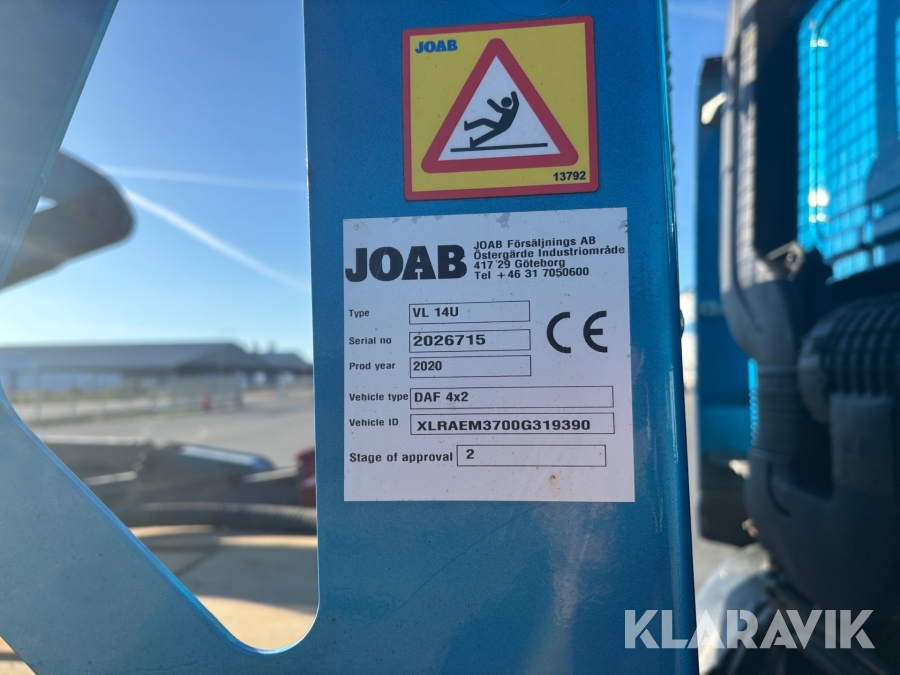 JOAB
13792
JOAB
JOAB Försäljnings AB
Östergärde Industriområde
417 29 Göteborg
Tel +46 31 7050600
Type VL 14U
Serial no 2026715
CE
Prod year 2020
Vehicle type DAF 4x2
Vehicle ID XLRAEM3700G319390
Stage of approval 2
KLARAVIK